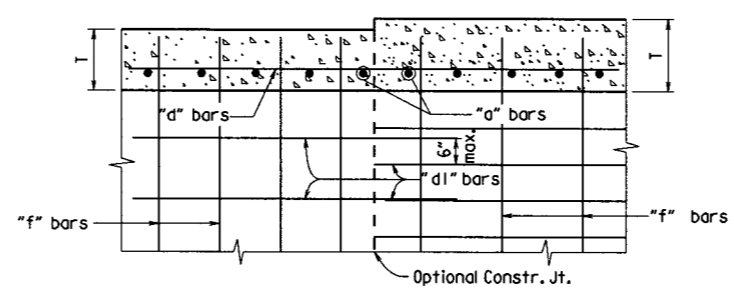 T
T
"d" bars
"a" bars
6"
max.
"d1" bars
"f" bars
"f" bars
Optional Constr. Jt.